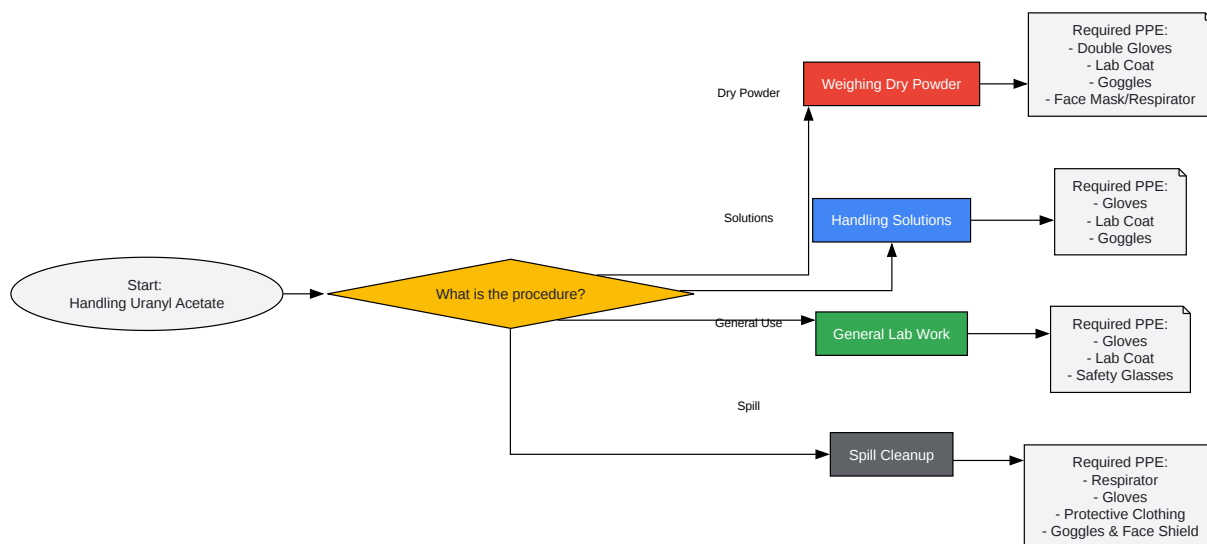 Start:
Handling Uranyl Acetate
What is the procedure?
Dry Powder
Weighing Dry Powder
Required PPE:
- Double Gloves
- Lab Coat
- Goggles
- Face Mask/Respirator
Solutions
Handling Solutions
Required PPE:
- Gloves
- Lab Coat
- Goggles
General Use
General Lab Work
Required PPE:
- Gloves
- Lab Coat
- Safety Glasses
Spill
Spill Cleanup
Required PPE:
- Respirator
- Gloves
- Protective Clothing
- Goggles & Face Shield